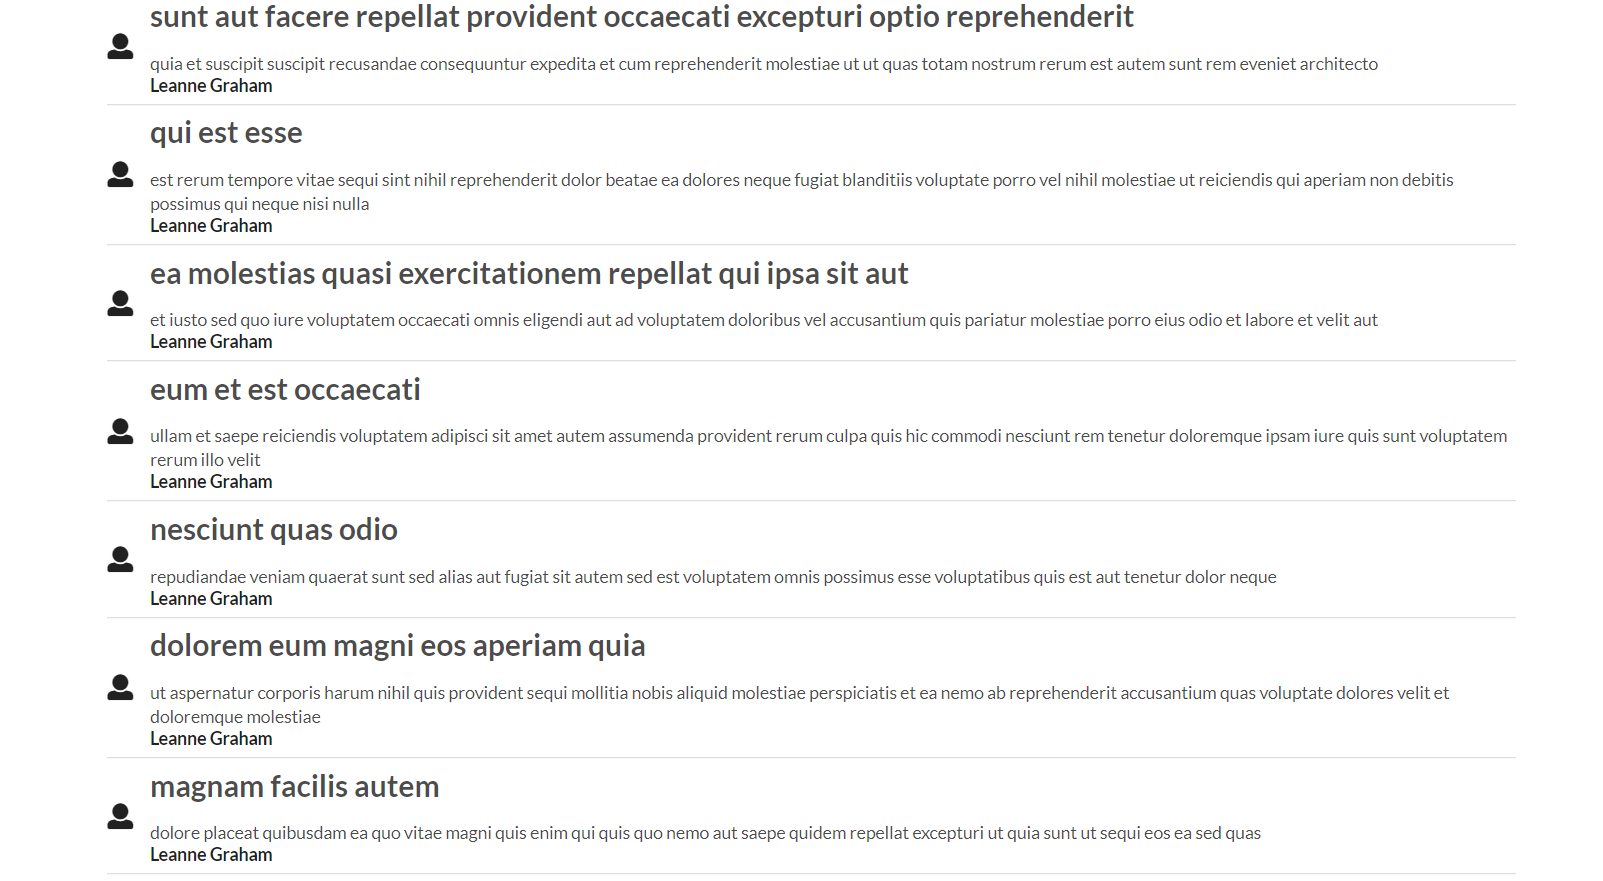 sunt aut facere repellat provident occaecati excepturi optio reprehenderit
quia et suscipit suscipit recusandae consequuntur expedita et cum reprehenderit molestiae ut ut quas totam nostrum rerum est autem sunt rem eveniet architecto
Leanne Graham
qui est esse
est rerum tempore vitae sequi sint nihil reprehenderit dolor beatae ea dolores neque fugiat blanditiis voluptate porro vel nihil molestiae ut reiciendis qui aperiam non debitis
possimus qui neque nisi nulla
Leanne Graham
ea molestias quasi exercitationem repellat qui ipsa sit aut
et iusto sed quo iure voluptatem occaecati omnis eligendi aut ad voluptatem doloribus vel accusantium quis pariatur molestiae porro eius odio et labore et velit aut
Leanne Graham
eum et est occaecati
ullam et saepe reiciendis voluptatem adipisci sit amet autem assumenda provident rerum culpa quis hic commodi nesciunt rem tenetur doloremque ipsam iure quis sunt voluptatem
rerum illo velit
Leanne Graham
nesciunt quas odio
repudiandae veniam quaerat sunt sed alias aut fugiat sit autem sed est voluptatem omnis possimus esse voluptatibus quis est aut tenetur dolor neque
Leanne Graham
dolorem eum magni eos aperiam quia
ut aspernatur corporis harum nihil quis provident sequi mollitia nobis aliquid molestiae perspiciatis et ea nemo ab reprehenderit accusantium quas voluptate dolores velit et
doloremque molestiae
Leanne Graham
magnam facilis autem
dolore placeat quibusdam ea quo vitae magni quis enim qui quis quo nemo aut saepe quidem repellat excepturi ut quia sunt ut sequi eos ea sed quas
Leanne Graham